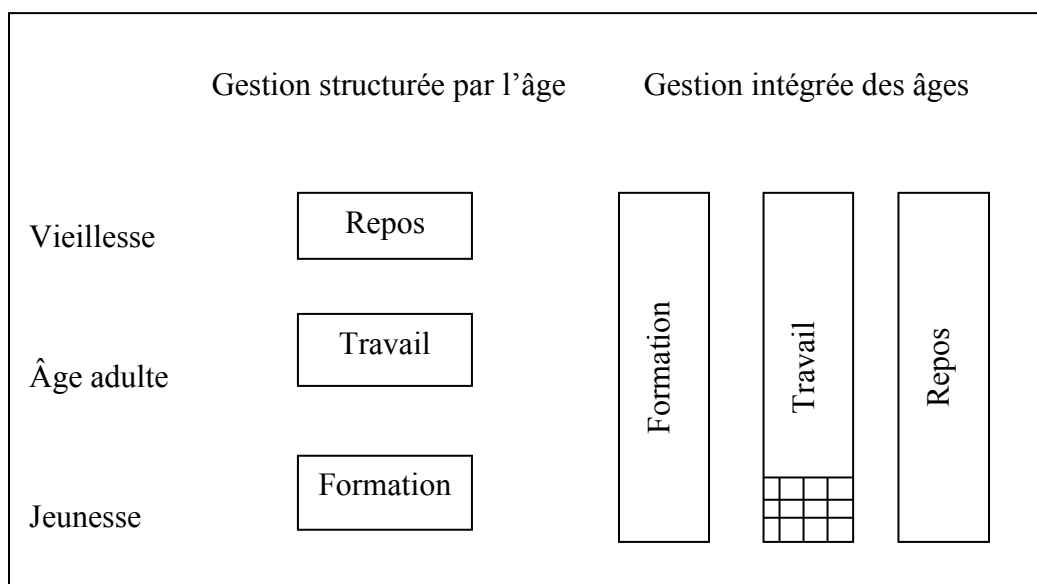 Gestion structurée par l’âge
Gestion intégrée des âges
Vieillesse
Repos
Âge adulte
Travail
Jeunesse
Formation
Formation
Travail
Repos